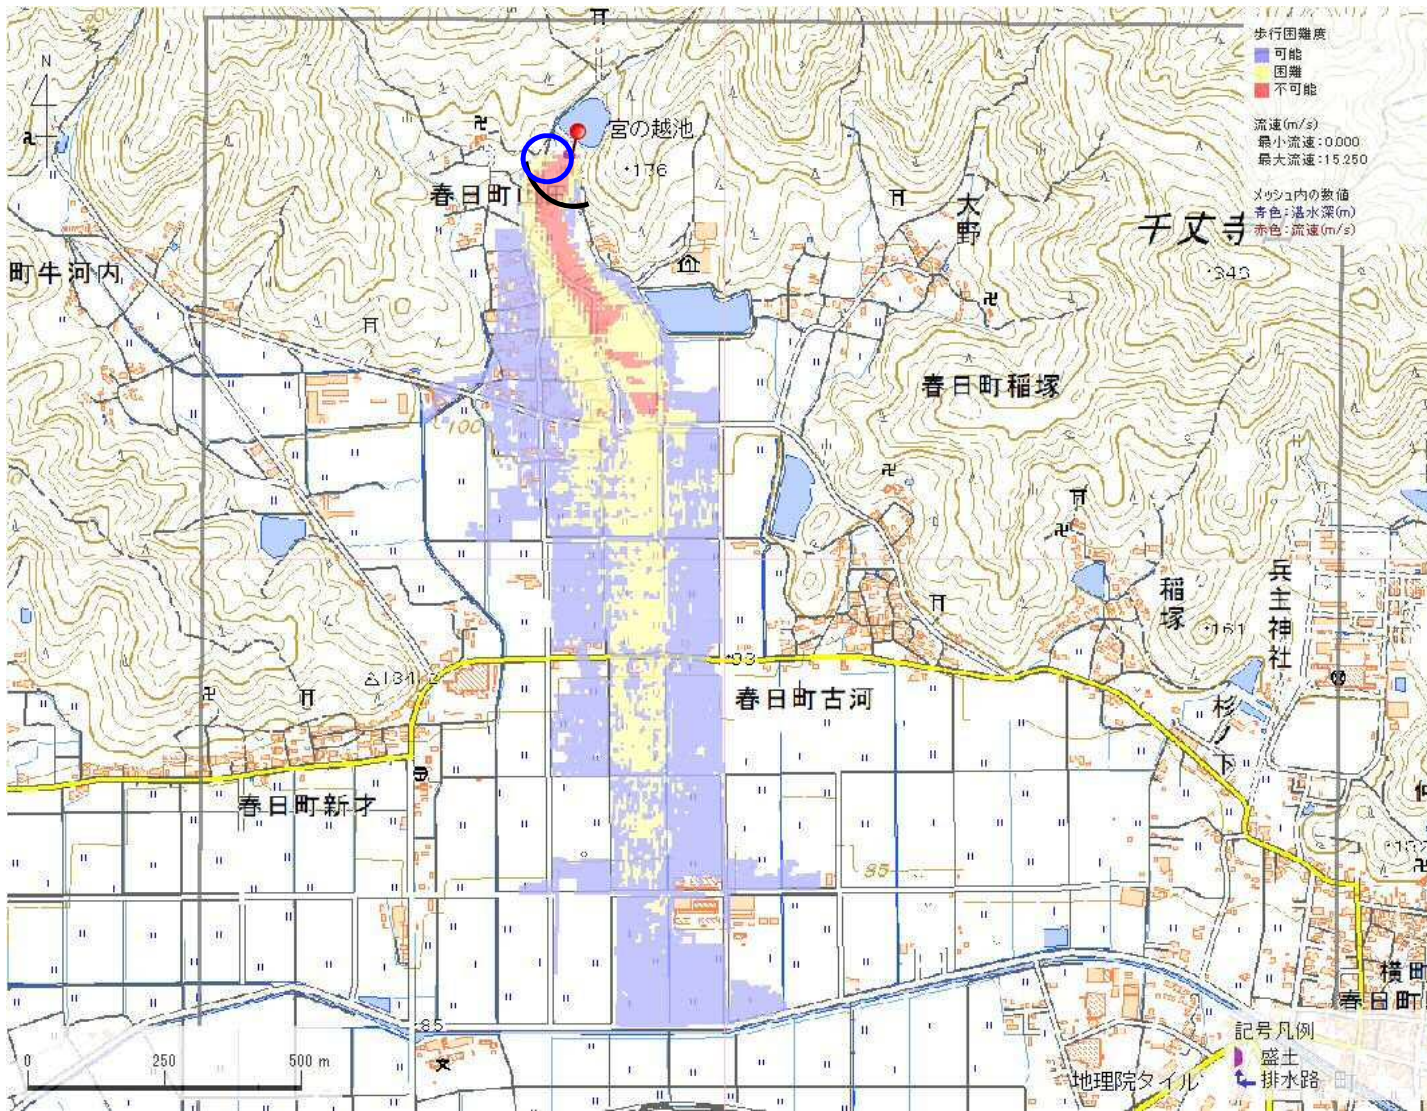 N
歩行困難度
可能
困難
不可能
流速(m/s)
最小流速:0.000
最大流速:15.250
メッシュ内の数値
青色:湛水深(m)
赤色:流速(m/s)
宮の越池
・176
春日町
大野
千丈寺
・343
町牛河内
春日町稲塚
100
稲塚
・161
兵主神社
・93
134.2
春日町古河
杉ノ下
春日町新才
85
85
横町
春日町
0 250 500 m
記号凡例
盛土
排水路
地理院タイル